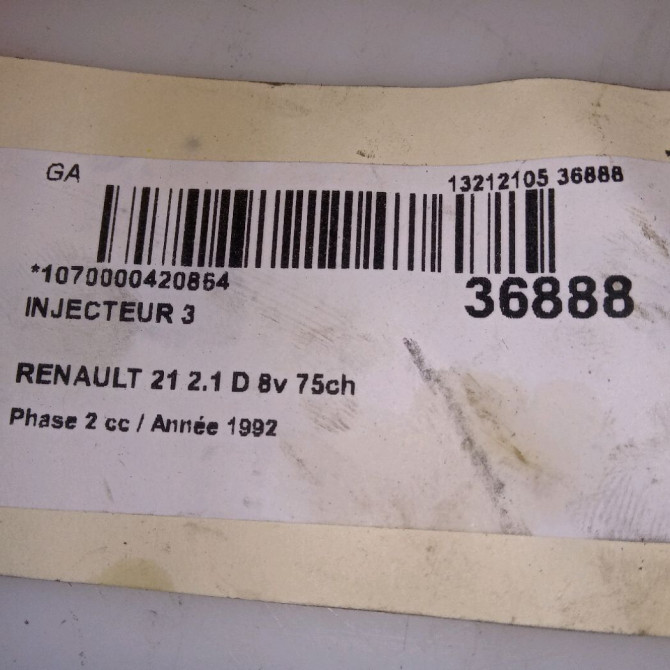 GA
13212105 36888
*1070000420864
36888
INJECTEUR 3
RENAULT 21 2.1 D 8v 75ch
Phase 2 cc / Année 1992